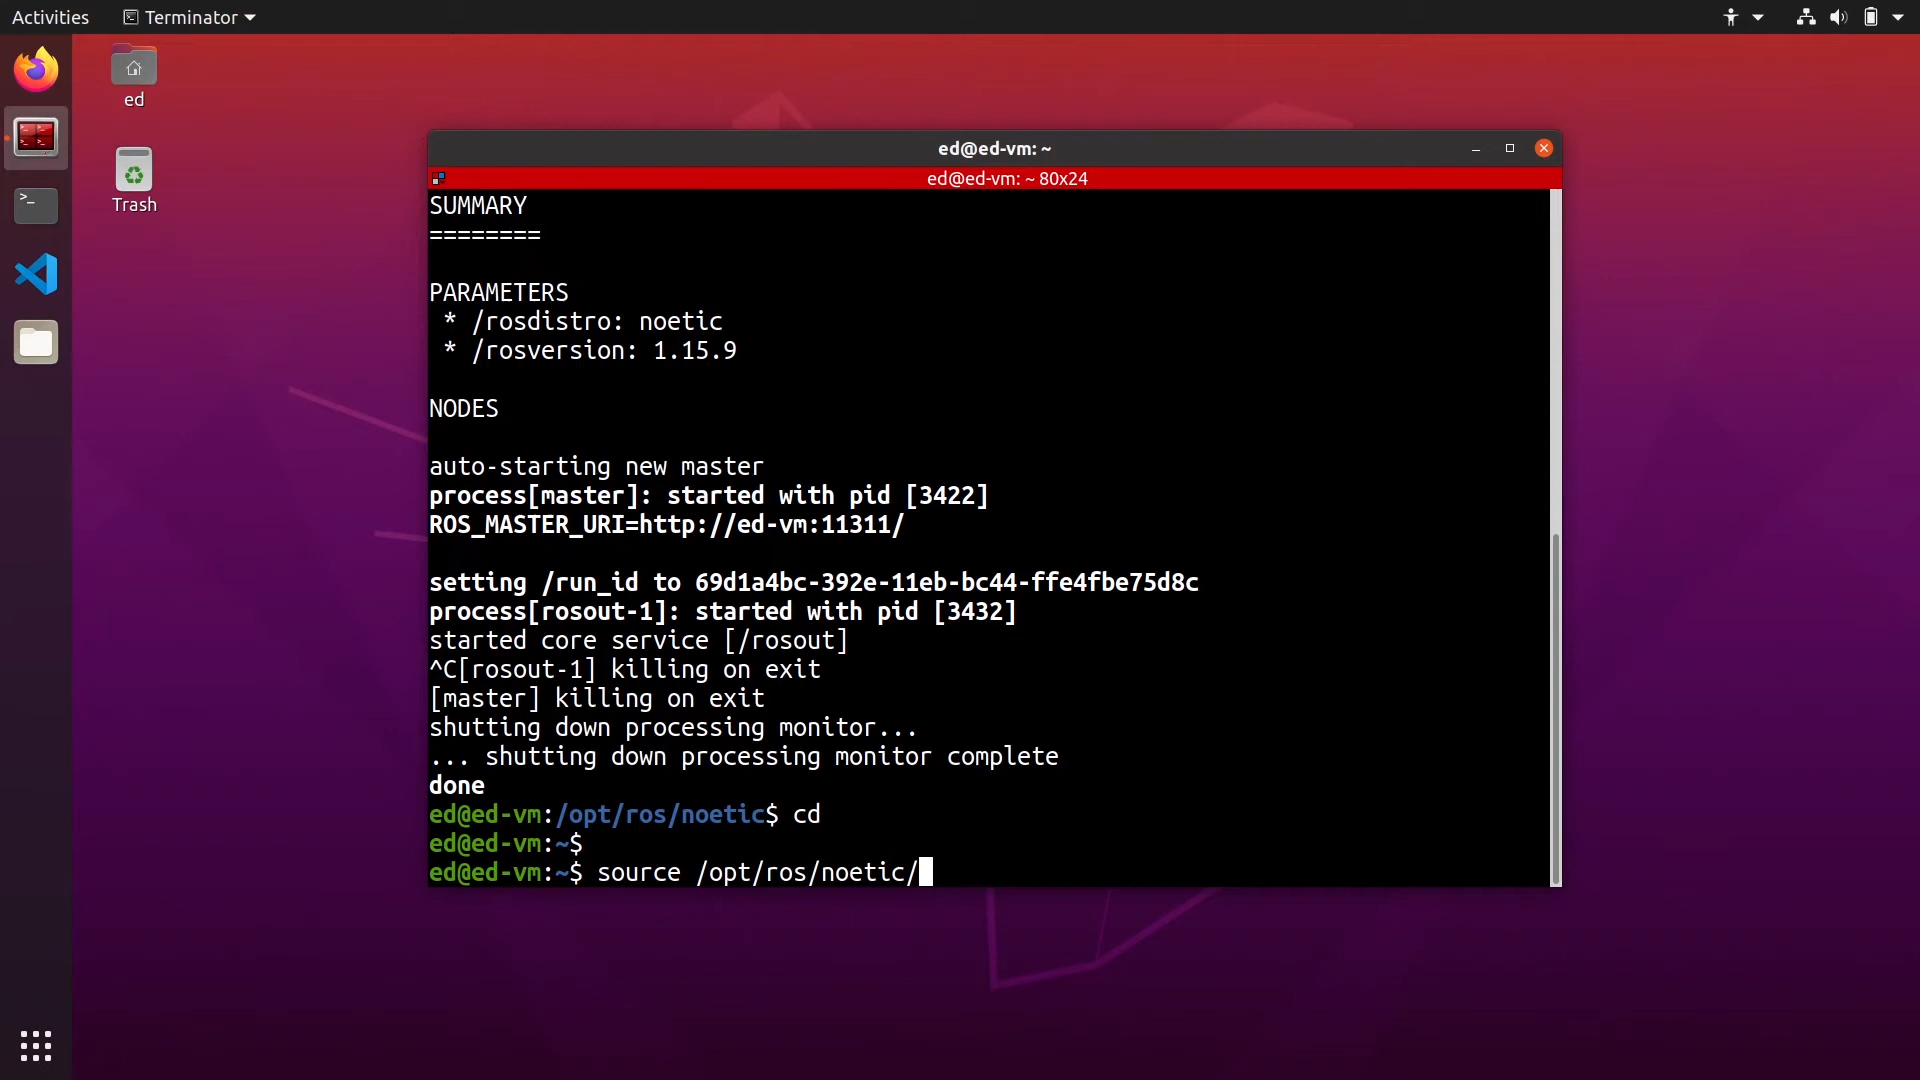 Activities
Terminator
ed
Trash
ed@ed-vm: ~
ed@ed-vm: ~ 80x24
SUMMARY
========
PARAMETERS
* /rosdistro: noetic
* /rosversion: 1.15.9
NODES
auto-starting new master
process[master]: started with pid [3422]
ROS_MASTER_URI=http://ed-vm:11311/
setting /run_id to 69d1a4bc-392e-11eb-bc44-ffe4fbe75d8c
process[rosout-1]: started with pid [3432]
started core service [/rosout]
^C[rosout-1] killing on exit
[master] killing on exit
shutting down processing monitor...
... shutting down processing monitor complete
done
ed@ed-vm:/opt/ros/noetic$ cd
ed@ed-vm:~$
ed@ed-vm:~$ source /opt/ros/noetic/